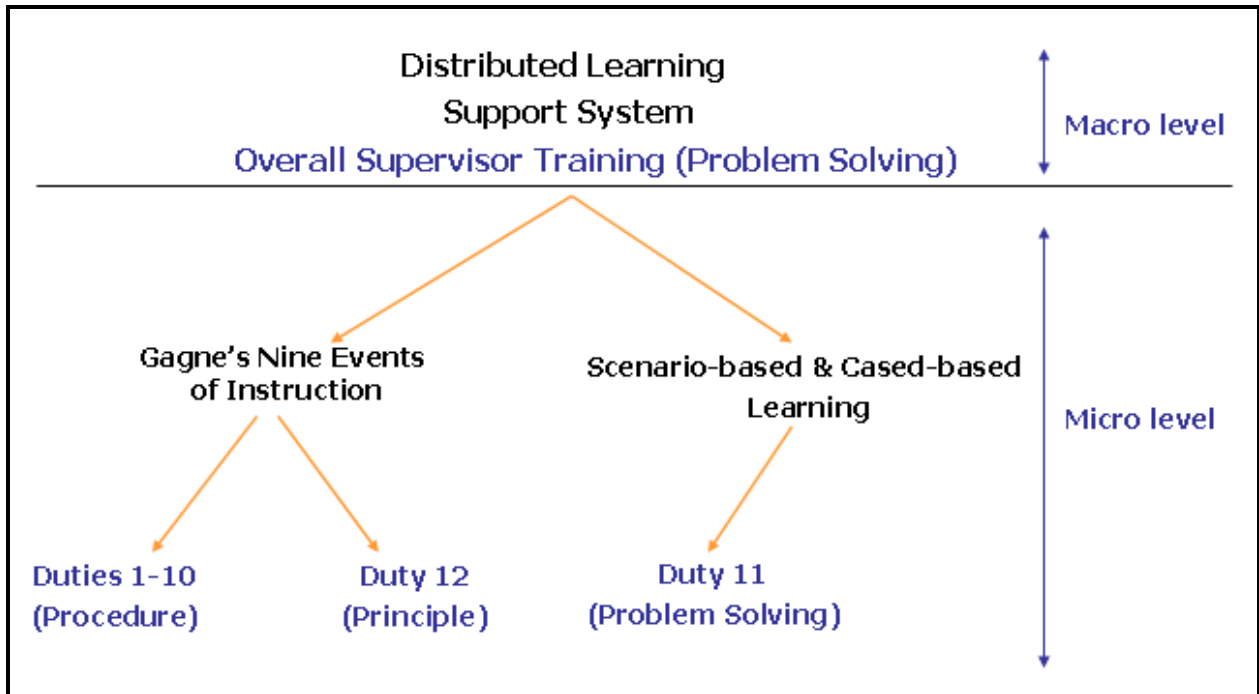 Distributed Learning
Support System
Overall Supervisor Training (Problem Solving)
Macro level
Gagne's Nine Events
of Instruction
Scenario-based & Cased-based
Learning
Micro level
Duties 1-10
(Procedure)
Duty 12
(Principle)
Duty 11
(Problem Solving)